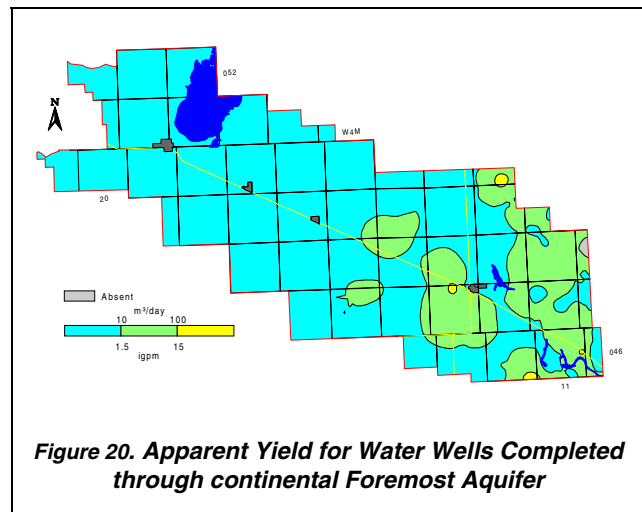 052
N
W4M
20
Absent
m³/day
10 100
1.5 15
igpm
046
11
Figure 20. Apparent Yield for Water Wells Completed
through continental Foremost Aquifer